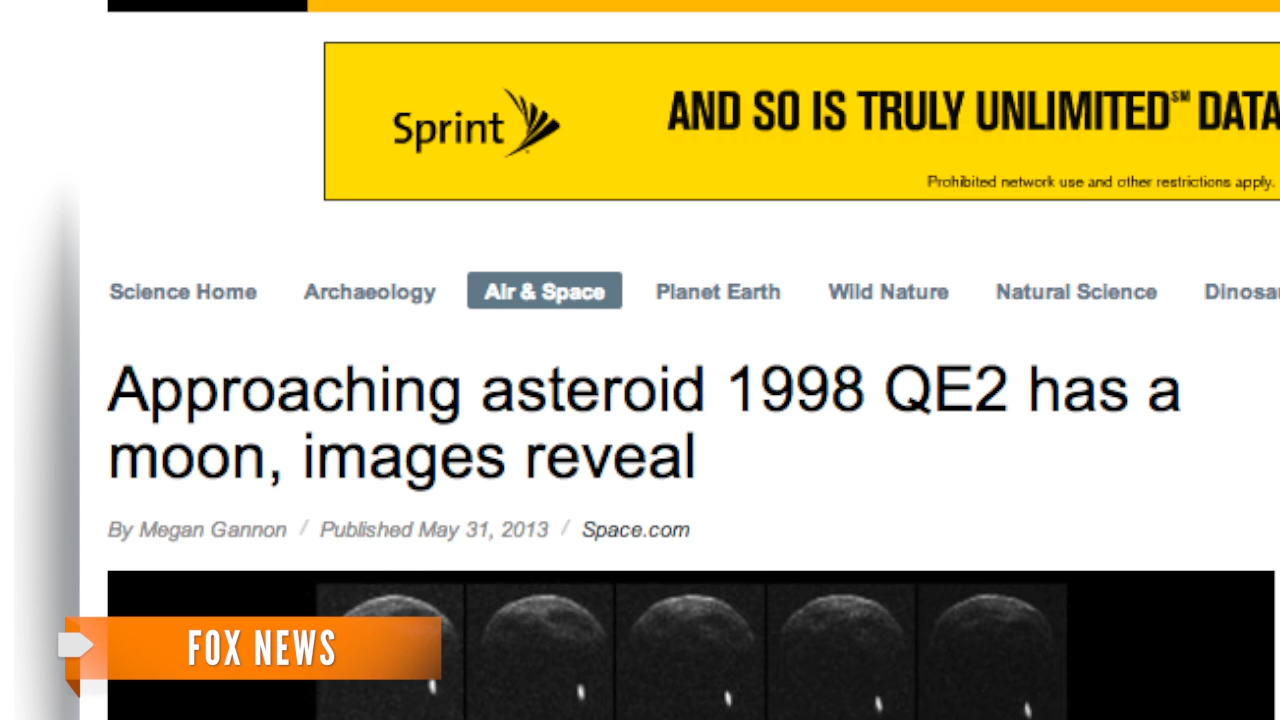 Sprint
AND SO IS TRULY UNLIMITED℠ DATA
Prohibited network use and other restrictions apply.
Science Home Archaeology Air & Space Planet Earth Wild Nature Natural Science Dinosa
Approaching asteroid 1998 QE2 has a
moon, images reveal
By Megan Gannon / Published May 31, 2013 / Space.com
FOX NEWS